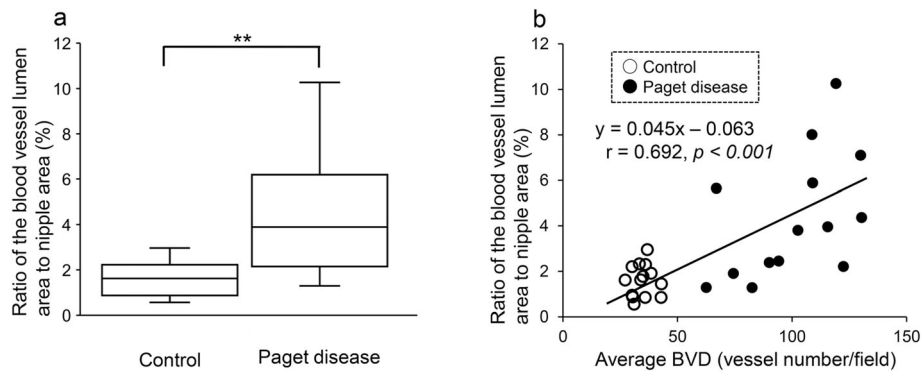 a
Ratio of the blood vessel lumen
area to nipple area (%)
12
10
8
6
4
2
0
**
Control
Paget disease
b
Ratio of the blood vessel lumen
area to nipple area (%)
12
10
8
6
4
2
0
Control
Paget disease
y = 0.045x – 0.063
r = 0.692, p < 0.001
0
50
100
150
Average BVD (vessel number/field)